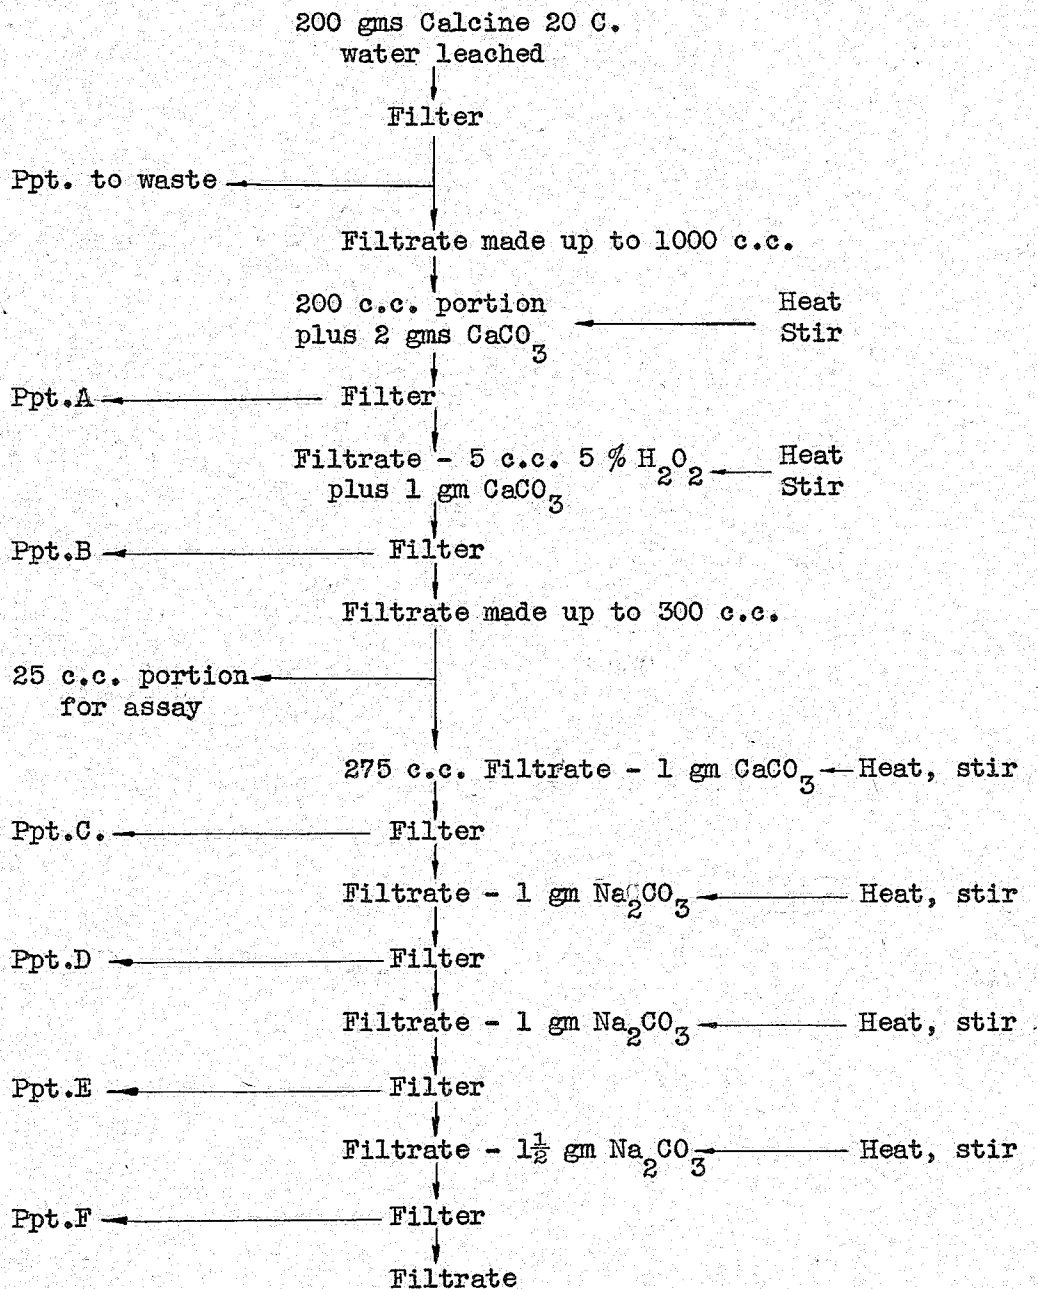 200 gms Calcine 20 C.
water leached
Filter
Ppt. to waste
Filtrate made up to 1000 c.c.
200 c.c. portion
plus 2 gms CaCO3
Heat
Stir
Ppt.A
Filter
Filtrate - 5 c.c. 5 % H2O2
plus 1 gm CaCO3
Heat
Stir
Ppt.B
Filter
Filtrate made up to 300 c.c.
25 c.c. portion
for assay
275 c.c. Filtrate - 1 gm CaCO3
Heat, stir
Ppt.C.
Filter
Filtrate - 1 gm Na2CO3
Heat, stir
Ppt.D
Filter
Filtrate - 1 gm Na2CO3
Heat, stir
Ppt.E
Filter
Filtrate - 1½ gm Na2CO3
Heat, stir
Ppt.F
Filter
Filtrate